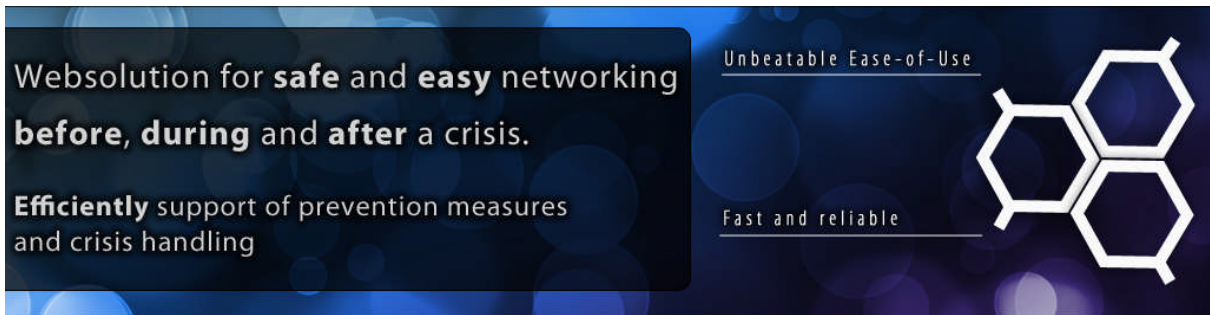 Websolution for safe and easy networking
before, during and after a crisis.
Efficiently support of prevention measures
and crisis handling
Unbeatable Ease-of-Use
Fast and reliable